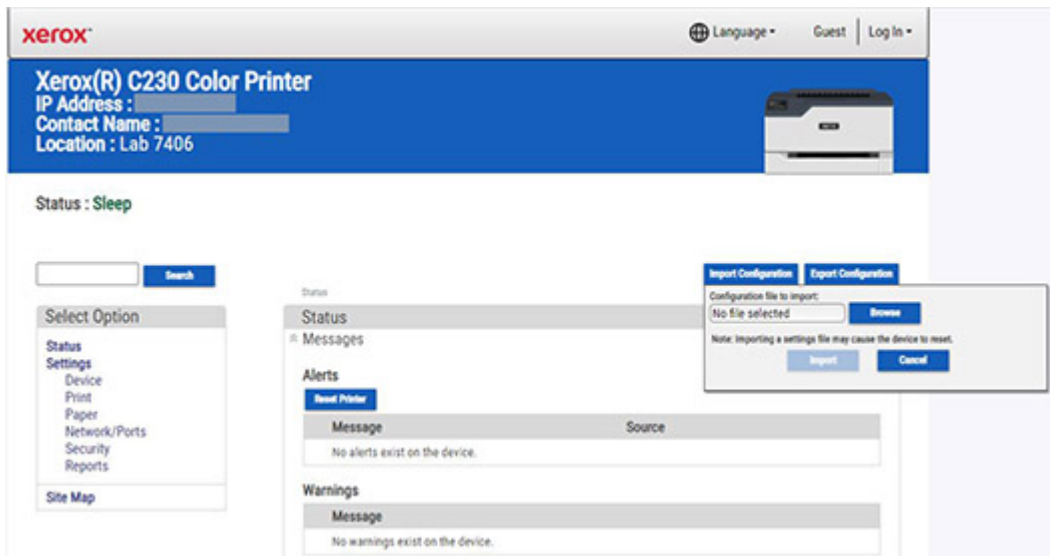 xerox™
Language
Guest
Log In
Xerox(R) C230 Color Printer
IP Address :
Contact Name :
Location : Lab 7406
Status : Sleep
Search
Import Configuration
Export Configuration
Configuration file to import:
No file selected
Browse
Note: Importing a settings file may cause the device to reset.
Import
Cancel
Select Option
Status
Settings
Device
Print
Paper
Network/Ports
Security
Reports
Site Map
Status
Status
Messages
Alerts
Reset Printer
Message Source
No alerts exist on the device.
Warnings
Message
No warnings exist on the device.